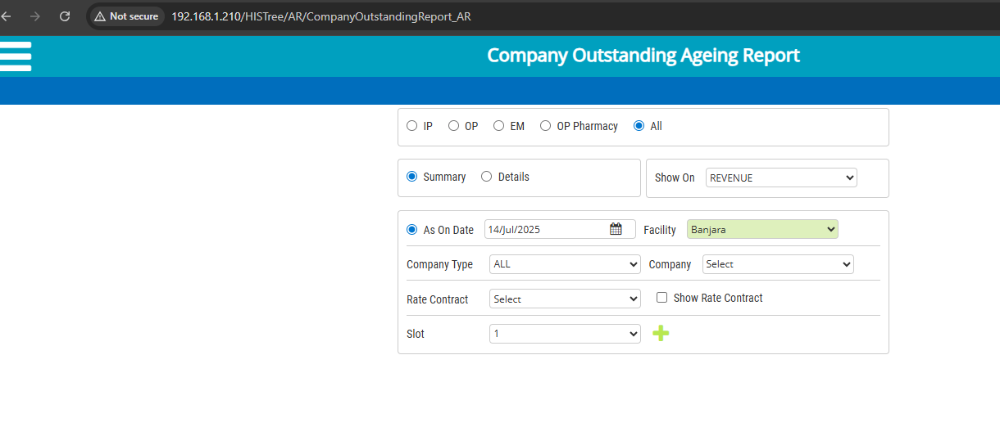 Not secure 192.168.1.210/HISTree/AR/CompanyOutstandingReport_AR
Company Outstanding Ageing Report
IP OP EM OP Pharmacy All
Summary Details Show On REVENUE
As On Date 14/Jul/2025 Facility Banjara
Company Type ALL Company Select
Rate Contract Select Show Rate Contract
Slot 1